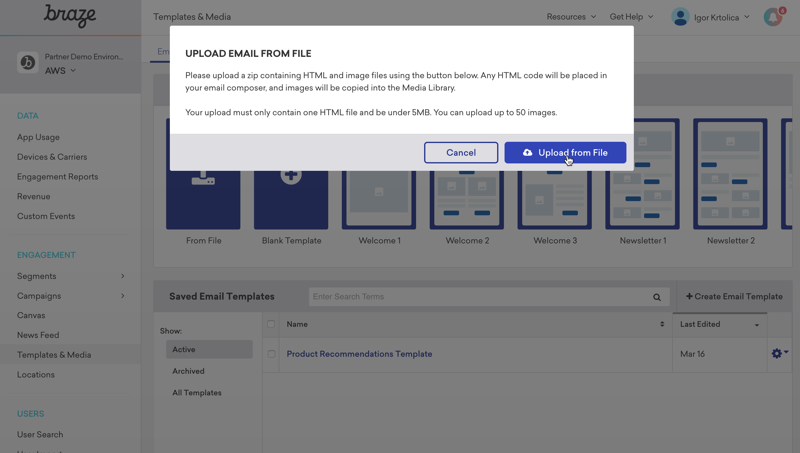 braze
Templates & Media
Resources
Get Help
Igor Krtolica
4
Partner Demo Environ...
AWS
Em
UPLOAD EMAIL FROM FILE
Please upload a zip containing HTML and image files using the button below. Any HTML code will be placed in
your email composer, and images will be copied into the Media Library.
Your upload must only contain one HTML file and be under 5MB. You can upload up to 50 images.
Cancel
Upload from File
DATA
App Usage
Devices & Carriers
Engagement Reports
Revenue
Custom Events
ENGAGEMENT
Segments
Campaigns
Canvas
News Feed
Templates & Media
Locations
USERS
User Search
From File
Blank Template
Welcome 1
Welcome 2
Welcome 3
Newsletter 1
Newsletter 2
Saved Email Templates
Enter Search Terms
+ Create Email Template
Show:
Active
Archived
All Templates
Name
Last Edited
Product Recommendations Template
Mar 16